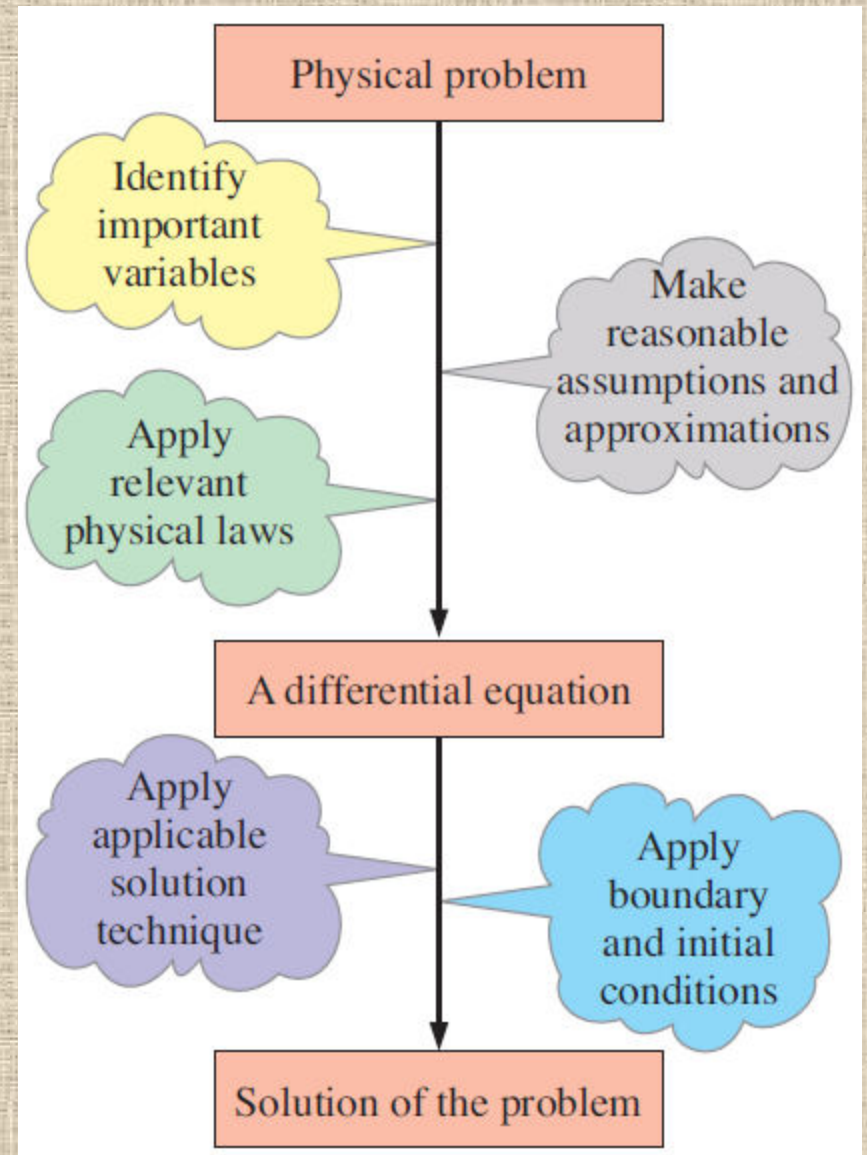 Physical problem
Identify
important
variables
Make
reasonable
assumptions and
approximations
Apply
relevant
physical laws
A differential equation
Apply
applicable
solution
technique
Apply
boundary
and initial
conditions
Solution of the problem